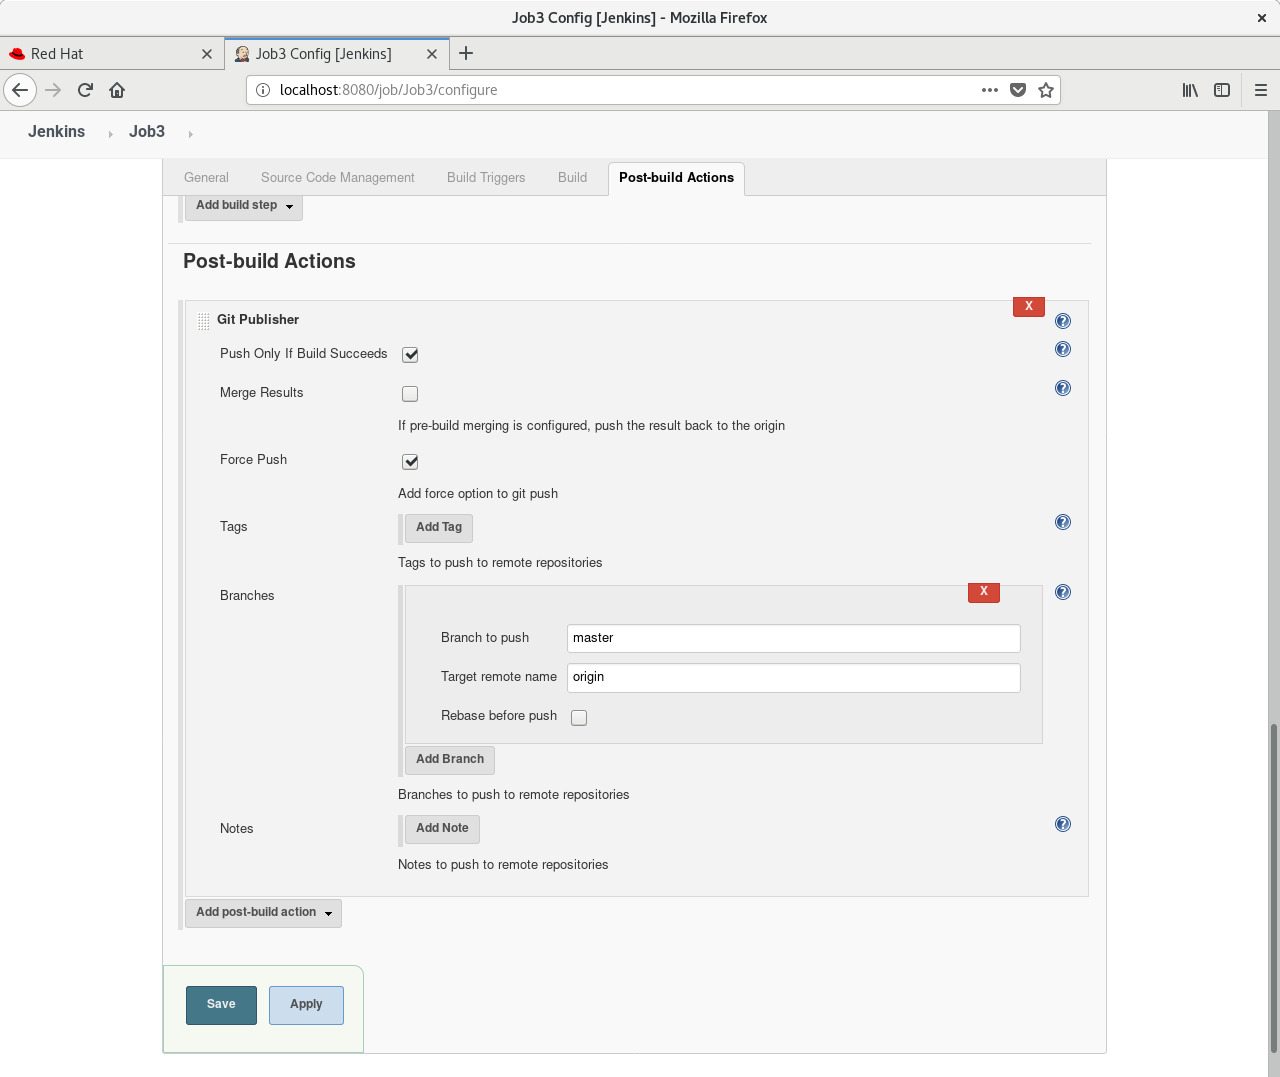 Job3 Config [Jenkins] - Mozilla Firefox
Red Hat
Job3 Config [Jenkins]
localhost:8080/job/Job3/configure
Jenkins
Job3
General
Source Code Management
Build Triggers
Build
Post-build Actions
Add build step
Post-build Actions
X
Git Publisher
Push Only If Build Succeeds
Merge Results
If pre-build merging is configured, push the result back to the origin
Force Push
Add force option to git push
Tags
Add Tag
Tags to push to remote repositories
Branches
X
Branch to push
master
Target remote name
origin
Rebase before push
Add Branch
Branches to push to remote repositories
Notes
Add Note
Notes to push to remote repositories
Add post-build action
Save
Apply